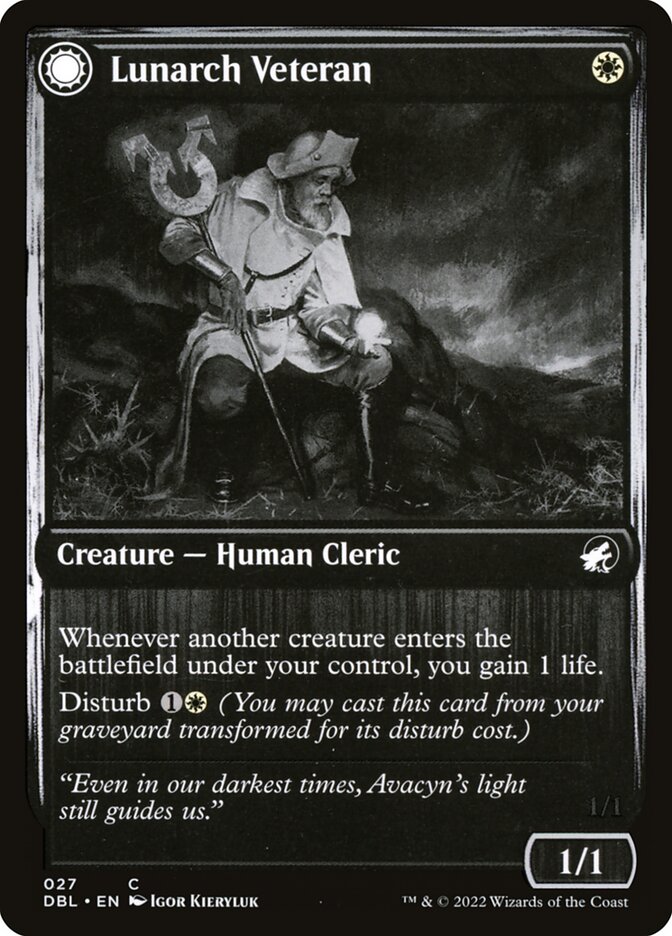 Lunarch Veteran
Creature — Human Cleric
Whenever another creature enters the
battlefield under your control, you gain 1 life.
Disturb 1 (You may cast this card from your
graveyard transformed for its disturb cost.)
“Even in our darkest times, Avacyn’s light
still guides us.”
1/1
1/1
027 C
DBL • EN Igor Kieryluk
™ & © 2022 Wizards of the Coast